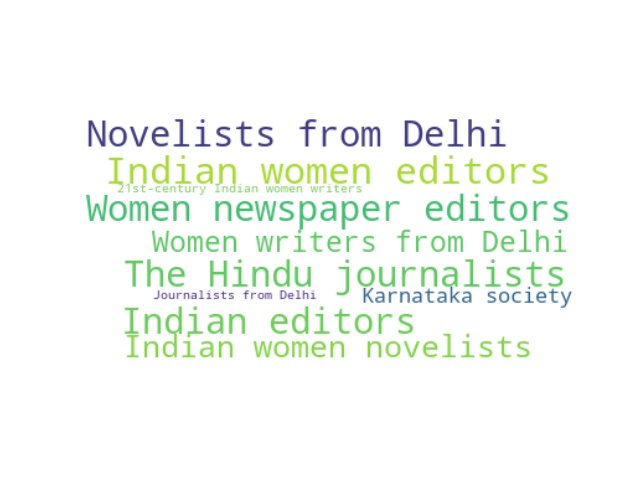 Novelists from Delhi
Indian women editors
21st-century Indian women writers
Women newspaper editors
Women writers from Delhi
The Hindu journalists
Journalists from Delhi
Karnataka society
Indian editors
Indian women novelists